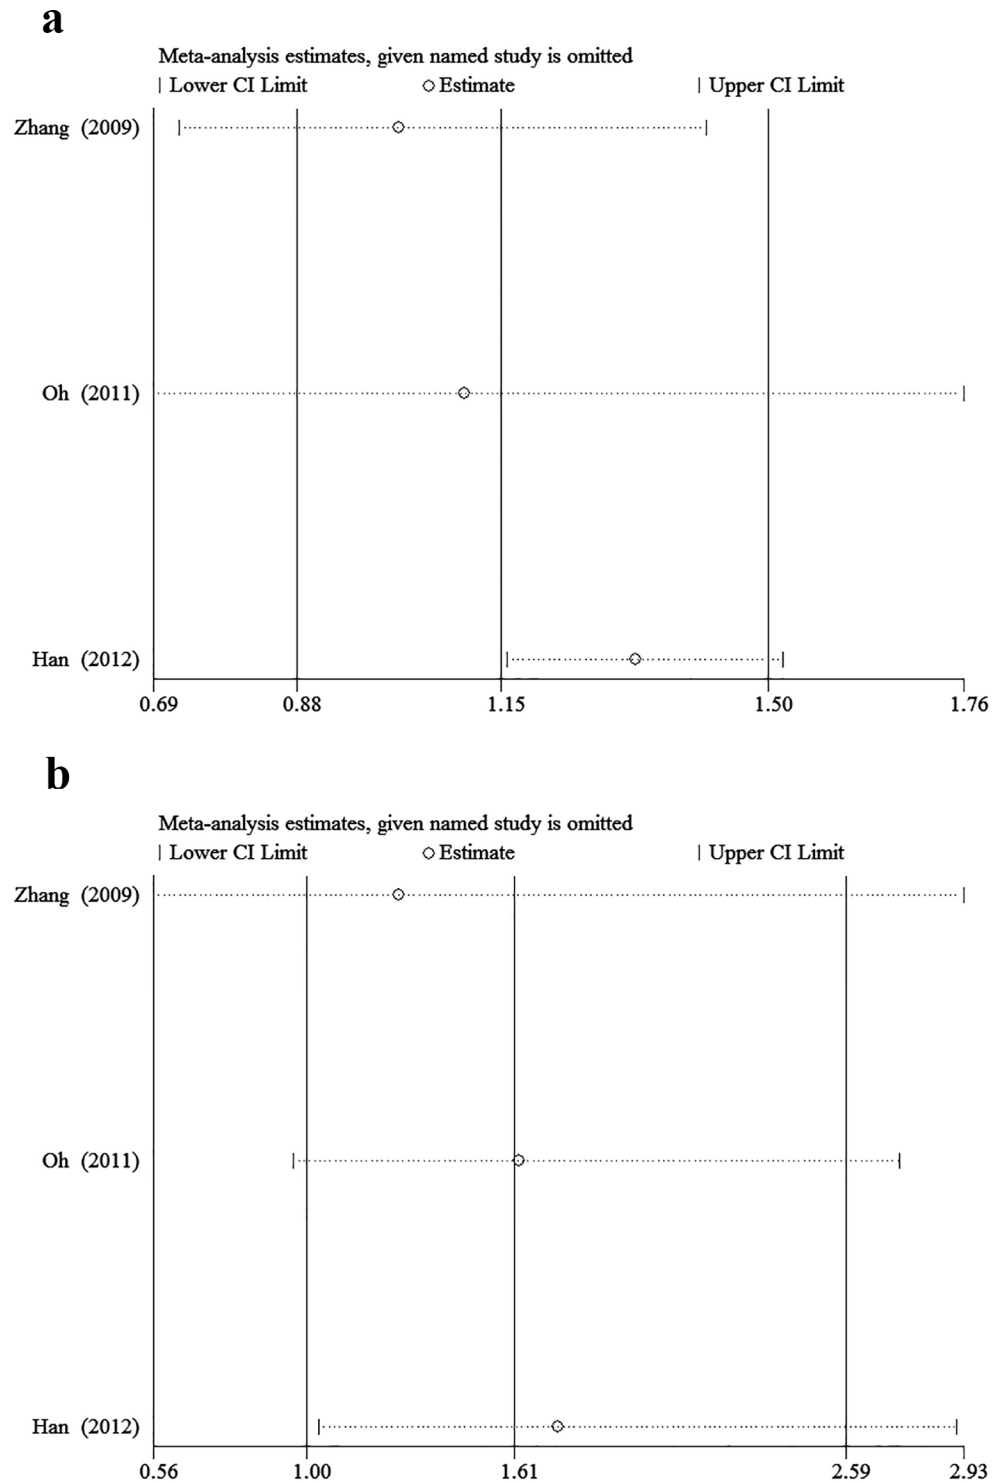 a
Meta-analysis estimates, given named study is omitted
| Lower CI Limit ○ Estimate | Upper CI Limit
Zhang (2009)
Oh (2011)
Han (2012)
0.69 0.88 1.15 1.50 1.76
b
Meta-analysis estimates, given named study is omitted
| Lower CI Limit ○ Estimate | Upper CI Limit
Zhang (2009)
Oh (2011)
Han (2012)
0.56 1.00 1.61 2.59 2.93